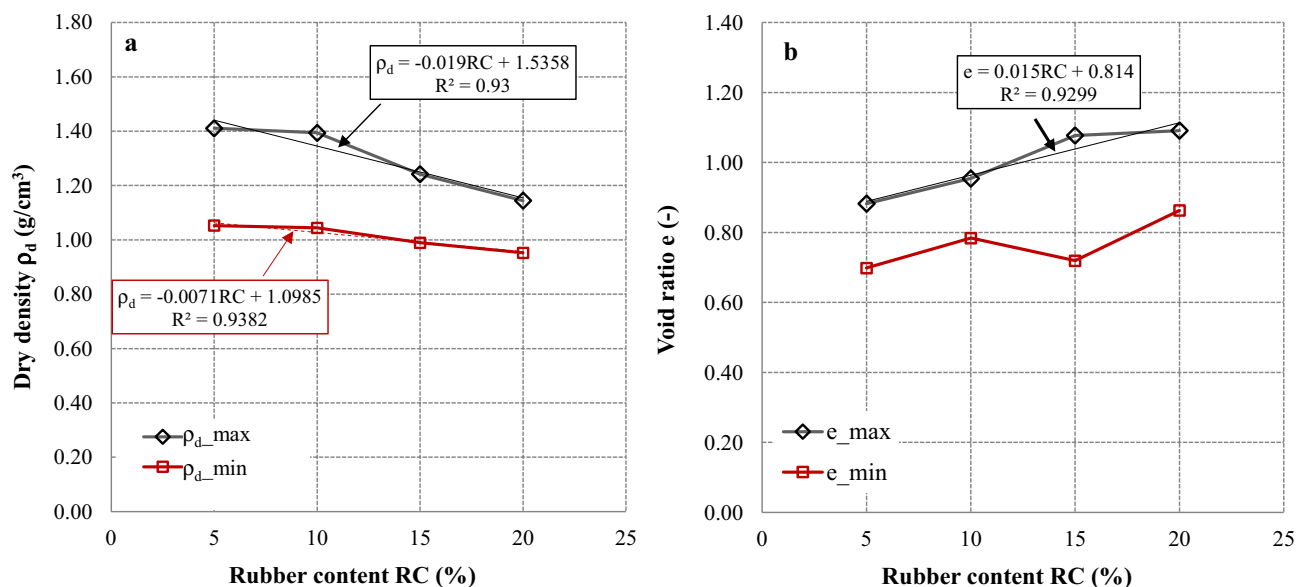 a
ρd = -0.019RC + 1.5358
R² = 0.93
ρd = -0.0071RC + 1.0985
R² = 0.9382
Dry density ρd (g/cm³)
1.80
1.60
1.40
1.20
1.00
0.80
0.60
0.40
0.20
0.00
ρd_max
ρd_min
0 5 10 15 20 25
Rubber content RC (%)
b
e = 0.015RC + 0.814
R² = 0.9299
Void ratio e (-)
1.40
1.20
1.00
0.80
0.60
0.40
0.20
0.00
e_max
e_min
0 5 10 15 20 25
Rubber content RC (%)